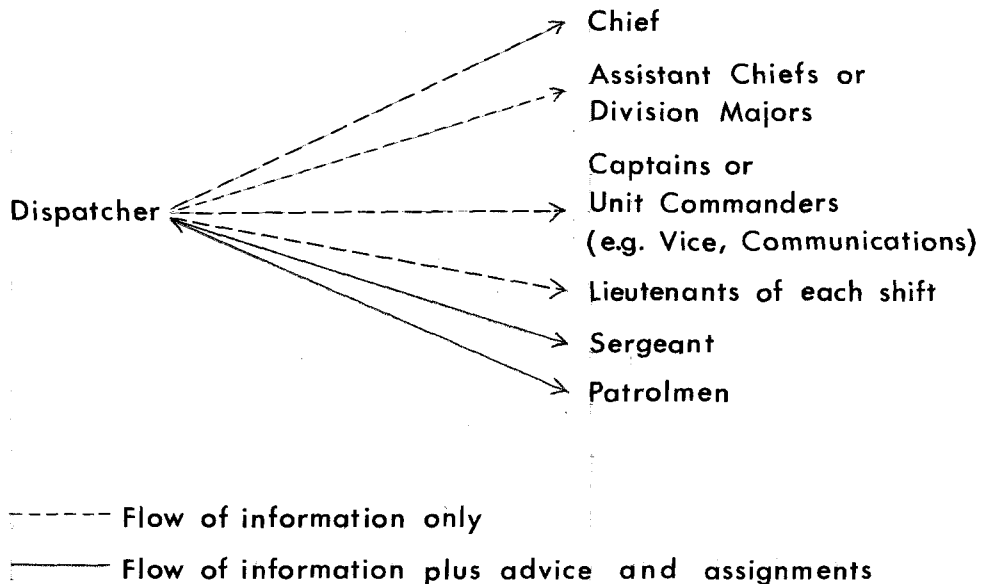 Chief
Assistant Chiefs or
Division Majors
Captains or
Dispatcher
Unit Commanders
(e.g. Vice, Communications)
Lieutenants of each shift
Sergeant
Patrolmen
Flow of information only
Flow of information plus advice and assignments